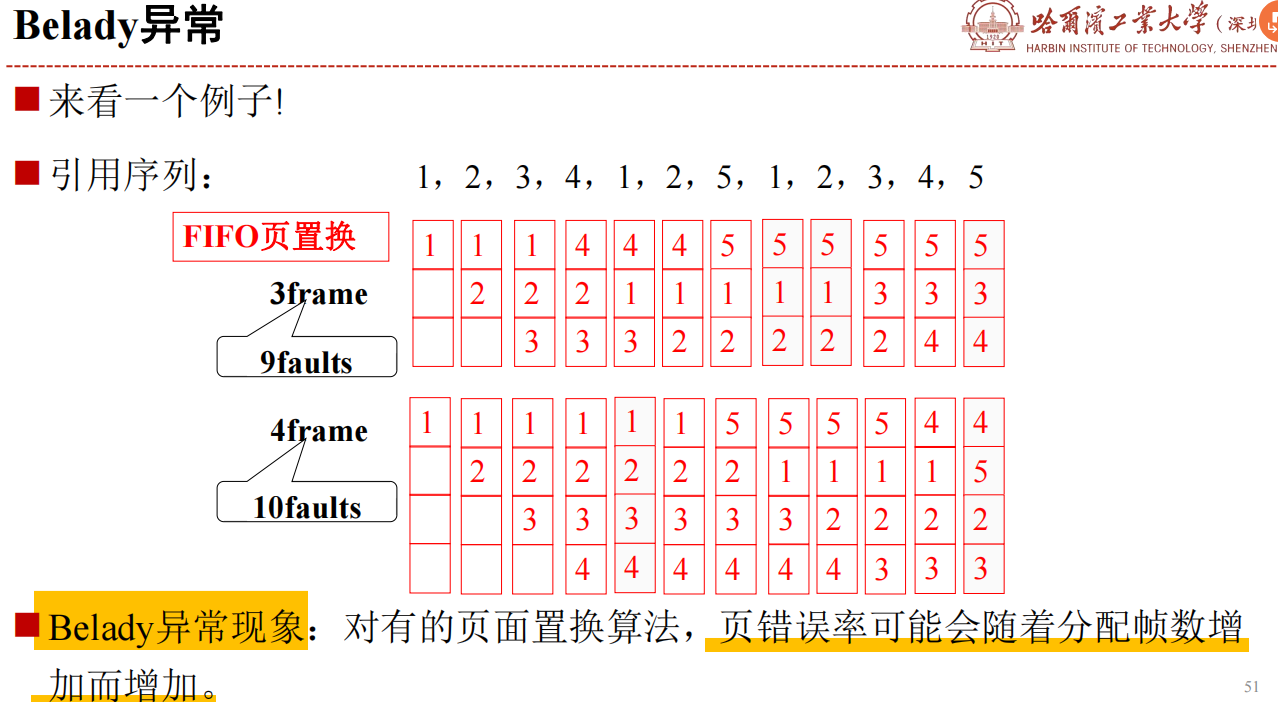 Belady异常
哈尔滨工业大学（深圳
HARBIN INSTITUTE OF TECHNOLOGY, SHENZHEN
来看一个例子!
引用序列： 1，2，3，4，1，2，5，1，2，3，4，5
FIFO页置换
1 1 1 4 4 4 5 5 5 5 5 5
3frame
2 2 2 1 1 1 1 1 3 3 3
3 3 3 2 2 2 2 2 4 4
9faults
1 1 1 1 1 1 5 5 5 5 4 4
4frame
2 2 2 2 2 2 1 1 1 1 5
10faults
3 3 3 3 3 3 2 2 2 2
4 4 4 4 4 4 3 3 3
Belady异常现象：对有的页面置换算法，页错误率可能会随着分配帧数增
加而增加。
51